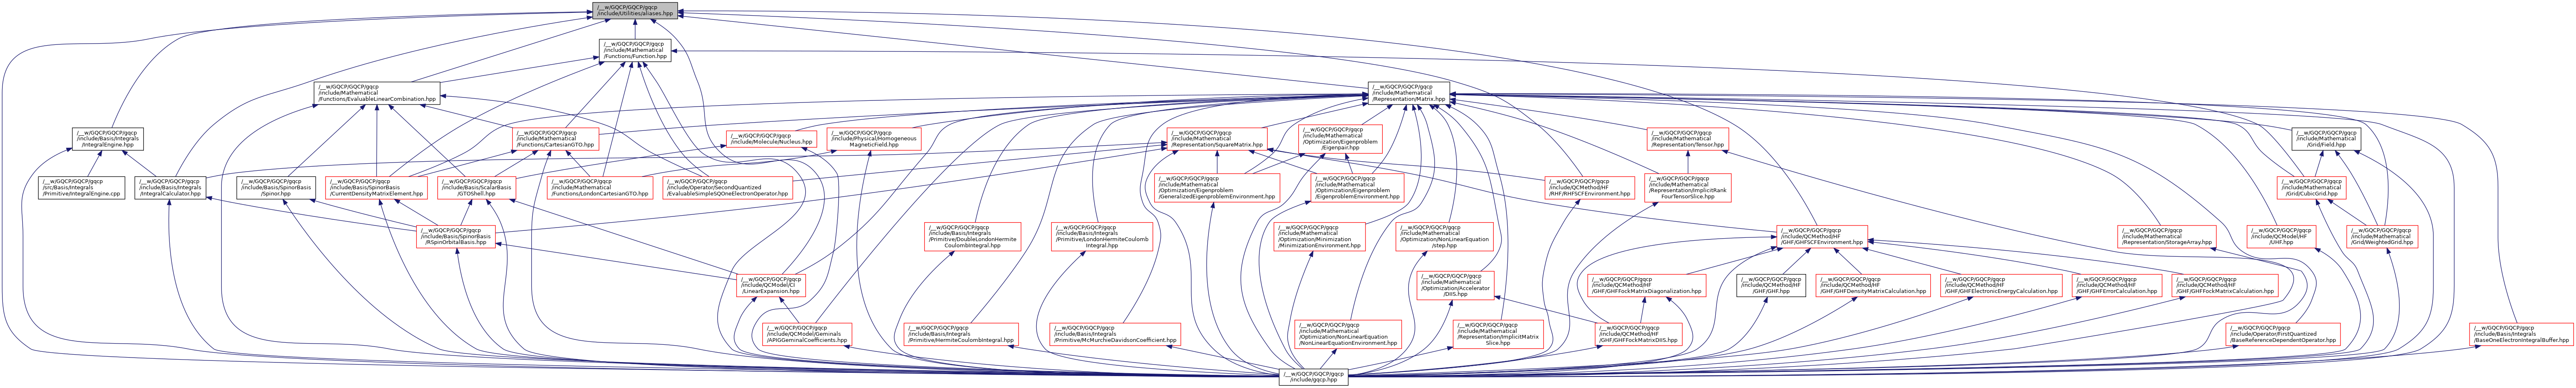 /__w/GQCP/GQCP/gqcp
/include/Utilities/aliases.hpp
/__w/GQCP/GQCP/gqcp
/include/Mathematical
/Functions/Function.hpp
/__w/GQCP/GQCP/gqcp
/include/Mathematical
/Functions/EvaluableLinearCombination.hpp
/__w/GQCP/GQCP/gqcp
/include/Mathematical
/Representation/Matrix.hpp
/__w/GQCP/GQCP/gqcp
/include/Basis/Integrals
/IntegralEngine.hpp
/__w/GQCP/GQCP/gqcp
/include/Mathematical
/Functions/CartesianGTO.hpp
/__w/GQCP/GQCP/gqcp
/include/Molecule/Nucleus.hpp
/__w/GQCP/GQCP/gqcp
/include/Physical/Homogeneous
MagneticField.hpp
/__w/GQCP/GQCP/gqcp
/include/Mathematical
/Representation/SquareMatrix.hpp
/__w/GQCP/GQCP/gqcp
/include/Mathematical
/Optimization/Eigenproblem
/Eigenpair.hpp
/__w/GQCP/GQCP/gqcp
/include/Mathematical
/Representation/Tensor.hpp
/__w/GQCP/GQCP/gqcp
/include/Mathematical
/Grid/Field.hpp
/__w/GQCP/GQCP/gqcp
/src/Basis/Integrals
/Primitive/IntegralEngine.cpp
/__w/GQCP/GQCP/gqcp
/include/Basis/Integrals
/IntegralCalculator.hpp
/__w/GQCP/GQCP/gqcp
/include/Basis/SpinorBasis
/Spinor.hpp
/__w/GQCP/GQCP/gqcp
/include/Basis/SpinorBasis
/CurrentDensityMatrixElement.hpp
/__w/GQCP/GQCP/gqcp
/include/Basis/ScalarBasis
/GTOShell.hpp
/__w/GQCP/GQCP/gqcp
/include/Mathematical
/Functions/LondonCartesianGTO.hpp
/__w/GQCP/GQCP/gqcp
/include/Operator/SecondQuantized
/EvaluableSimpleSQOneElectronOperator.hpp
/__w/GQCP/GQCP/gqcp
/include/Mathematical
/Optimization/Eigenproblem
/GeneralizedEigenproblemEnvironment.hpp
/__w/GQCP/GQCP/gqcp
/include/Mathematical
/Optimization/Eigenproblem
/EigenproblemEnvironment.hpp
/__w/GQCP/GQCP/gqcp
/include/QCMethod/HF
/RHF/RHFSCFEnvironment.hpp
/__w/GQCP/GQCP/gqcp
/include/Mathematical
/Representation/ImplicitRank
FourTensorSlice.hpp
/__w/GQCP/GQCP/gqcp
/include/Mathematical
/Grid/CubicGrid.hpp
/__w/GQCP/GQCP/gqcp
/include/Basis/SpinorBasis
/RSpinOrbitalBasis.hpp
/__w/GQCP/GQCP/gqcp
/include/Basis/Integrals
/Primitive/DoubleLondonHermite
CoulombIntegral.hpp
/__w/GQCP/GQCP/gqcp
/include/Basis/Integrals
/Primitive/LondonHermiteCoulomb
Integral.hpp
/__w/GQCP/GQCP/gqcp
/include/Mathematical
/Optimization/Minimization
/MinimizationEnvironment.hpp
/__w/GQCP/GQCP/gqcp
/include/Mathematical
/Optimization/NonLinearEquation
/step.hpp
/__w/GQCP/GQCP/gqcp
/include/QCMethod/HF
/GHF/GHFSCFEnvironment.hpp
/__w/GQCP/GQCP/gqcp
/include/Mathematical
/Representation/StorageArray.hpp
/__w/GQCP/GQCP/gqcp
/include/QCModel/HF
/UHF.hpp
/__w/GQCP/GQCP/gqcp
/include/Mathematical
/Grid/WeightedGrid.hpp
/__w/GQCP/GQCP/gqcp
/include/QCModel/CI
/LinearExpansion.hpp
/__w/GQCP/GQCP/gqcp
/include/Mathematical
/Optimization/Accelerator
/DIIS.hpp
/__w/GQCP/GQCP/gqcp
/include/QCMethod/HF
/GHF/GHFFockMatrixDiagonalization.hpp
/__w/GQCP/GQCP/gqcp
/include/QCMethod/HF
/GHF/GHF.hpp
/__w/GQCP/GQCP/gqcp
/include/QCMethod/HF
/GHF/GHFDensityMatrixCalculation.hpp
/__w/GQCP/GQCP/gqcp
/include/QCMethod/HF
/GHF/GHFElectronicEnergyCalculation.hpp
/__w/GQCP/GQCP/gqcp
/include/QCMethod/HF
/GHF/GHFErrorCalculation.hpp
/__w/GQCP/GQCP/gqcp
/include/QCMethod/HF
/GHF/GHFFockMatrixCalculation.hpp
/__w/GQCP/GQCP/gqcp
/include/QCModel/Geminals
/APIGGeminalCoefficients.hpp
/__w/GQCP/GQCP/gqcp
/include/Basis/Integrals
/Primitive/HermiteCoulombIntegral.hpp
/__w/GQCP/GQCP/gqcp
/include/Basis/Integrals
/Primitive/McMurchieDavidsonCoefficient.hpp
/__w/GQCP/GQCP/gqcp
/include/Mathematical
/Optimization/NonLinearEquation
/NonLinearEquationEnvironment.hpp
/__w/GQCP/GQCP/gqcp
/include/Mathematical
/Representation/ImplicitMatrix
Slice.hpp
/__w/GQCP/GQCP/gqcp
/include/QCMethod/HF
/GHF/GHFFockMatrixDIIS.hpp
/__w/GQCP/GQCP/gqcp
/include/Operator/FirstQuantized
/BaseReferenceDependentOperator.hpp
/__w/GQCP/GQCP/gqcp
/include/Basis/Integrals
/BaseOneElectronIntegralBuffer.hpp
/__w/GQCP/GQCP/gqcp
/include/gqcp.hpp